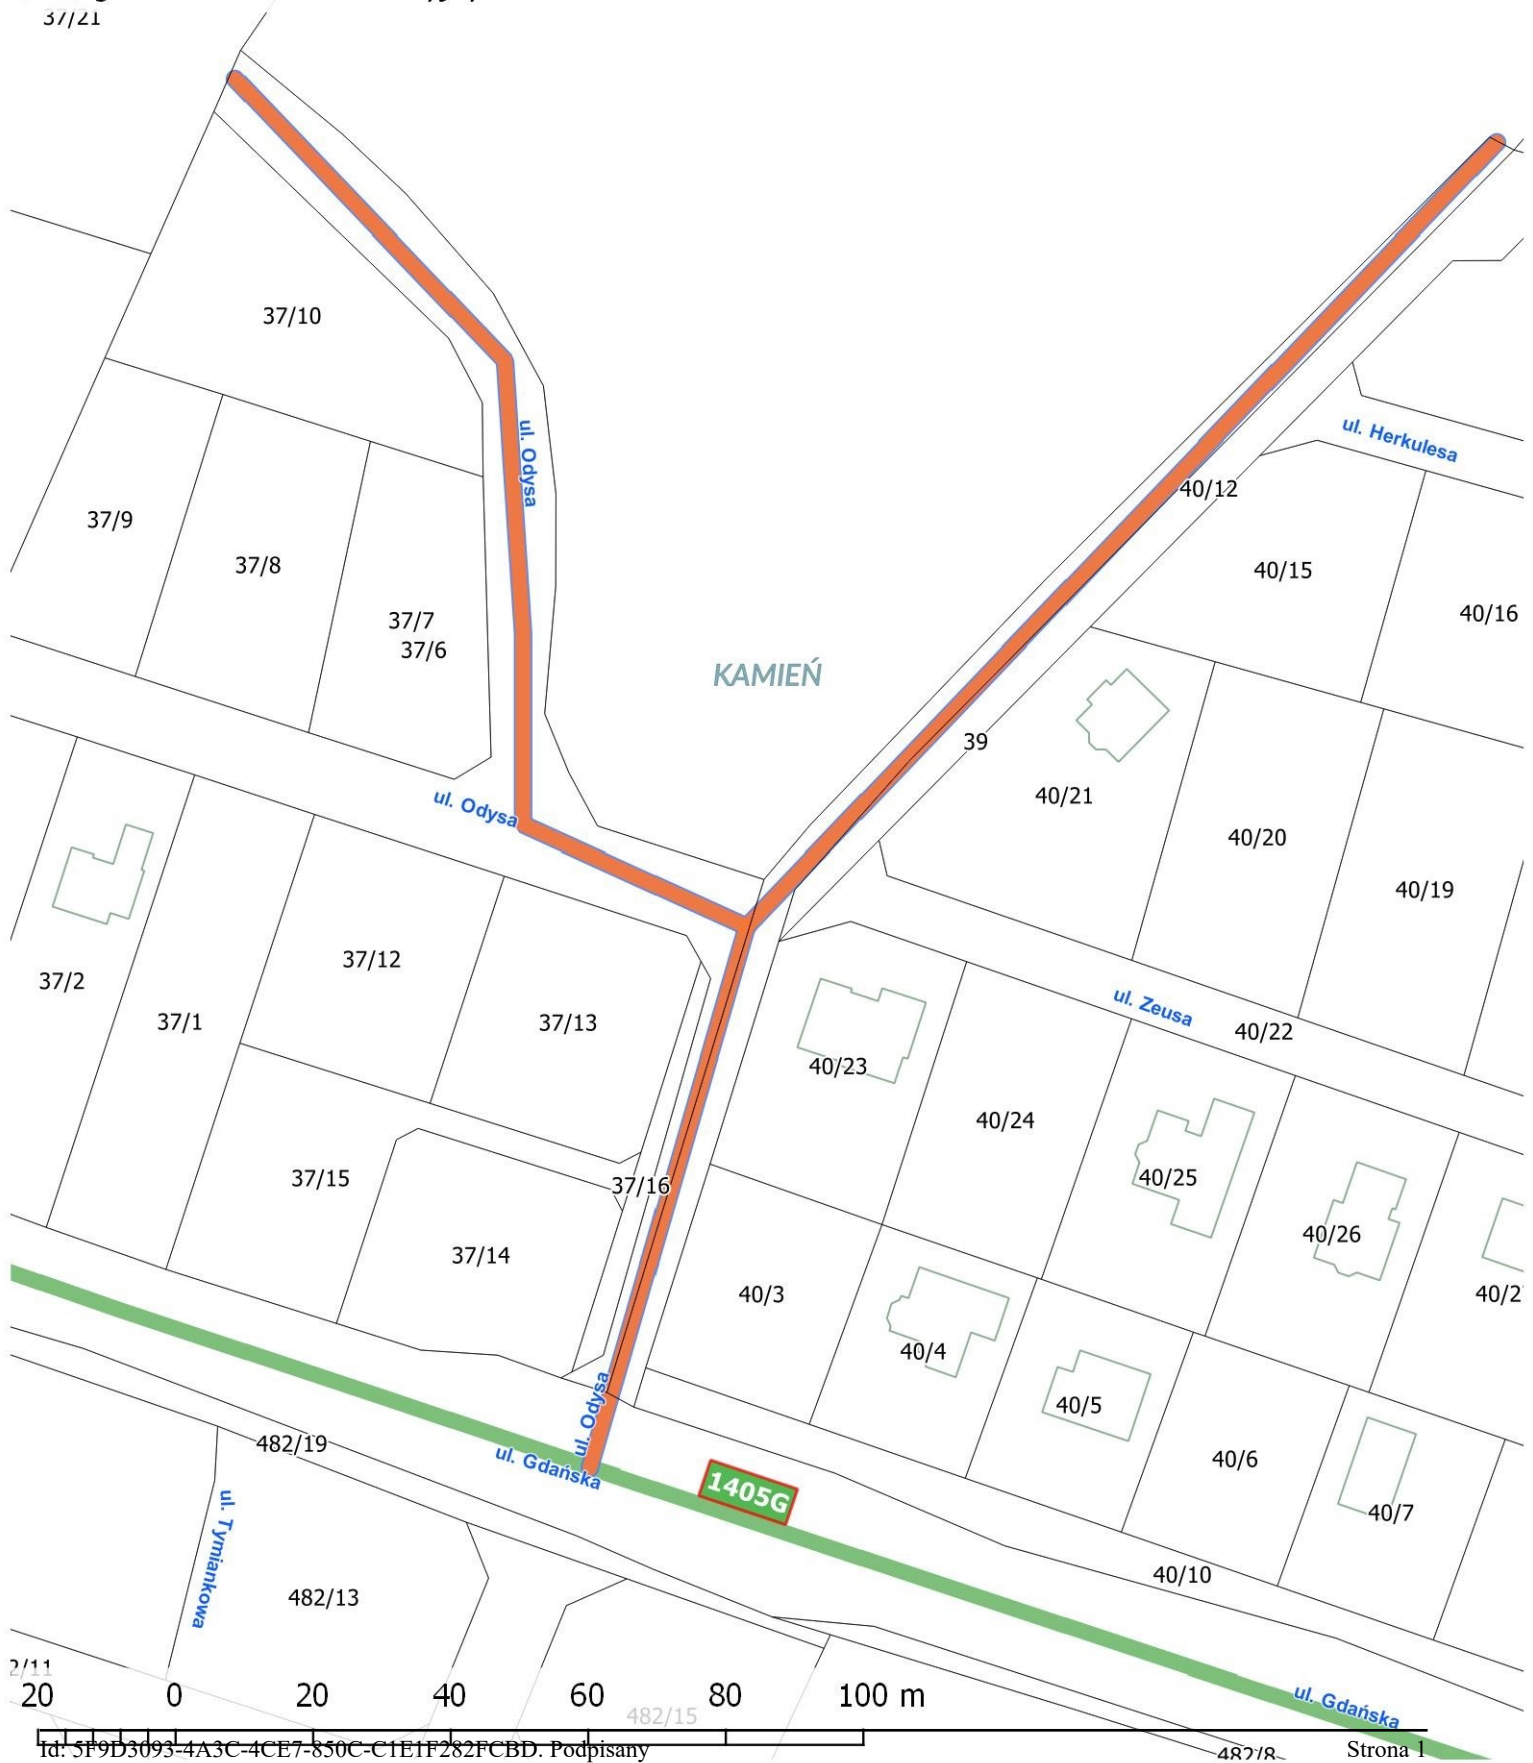 37/21
37/10
ul. Odysa
ul. Herkulesa
40/12
37/9
37/8
40/15
40/16
37/7
37/6
KAMIEŃ
39
40/21
ul. Odysa
40/20
40/19
37/12
37/2
37/1
37/13
ul. Zeusa
40/22
40/23
40/24
37/15
37/16
40/25
40/26
37/14
40/3
40/2
40/4
ul. Odysa
40/5
482/19
ul. Gdańska
40/6
1405G
40/7
ul. Tymiankowa
40/10
482/13
2/11
20 0 20 40 60 80 100 m
ul. Gdańska
482/15
Id: 5F9D3093-4A3C-4CE7-850C-C1E1F282FCBD. Podpisany
Strona 1
482/8